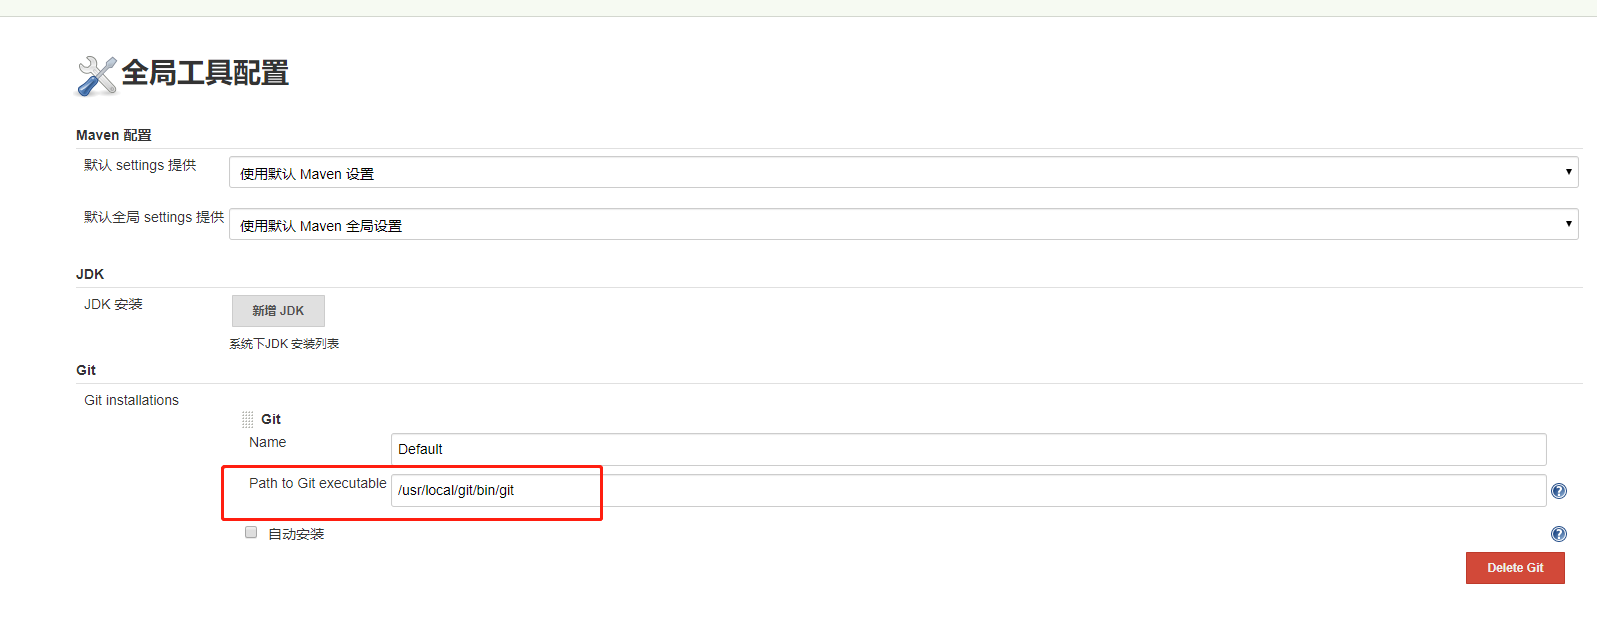 全局工具配置
Maven 配置
默认 settings 提供
使用默认 Maven 设置
默认全局 settings 提供
使用默认 Maven 全局设置
JDK
JDK 安装
新增 JDK
系统下JDK 安装列表
Git
Git installations
Git
Name
Default
Path to Git executable
/usr/local/git/bin/git
自动安装
Delete Git